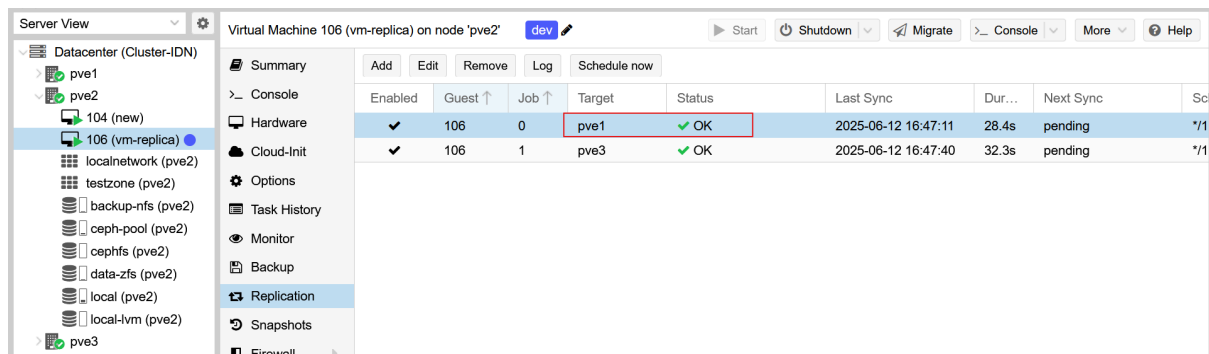 Server View
Datacenter (Cluster-IDN)
pve1
pve2
104 (new)
106 (vm-replica)
localnetwork (pve2)
testzone (pve2)
backup-nfs (pve2)
ceph-pool (pve2)
cephfs (pve2)
data-zfs (pve2)
local (pve2)
local-lvm (pve2)
pve3
Virtual Machine 106 (vm-replica) on node 'pve2' dev Start Shutdown Migrate >_ Console More Help
Summary
>_ Console
Hardware
Cloud-Init
Options
Task History
Monitor
Backup
Replication
Snapshots
Firewall
Add Edit Remove Log Schedule now
Enabled Guest ↑ Job ↑ Target Status Last Sync Dur... Next Sync Sc
106 0 pve1 OK 2025-06-12 16:47:11 28.4s pending */1
106 1 pve3 OK 2025-06-12 16:47:40 32.3s pending */1